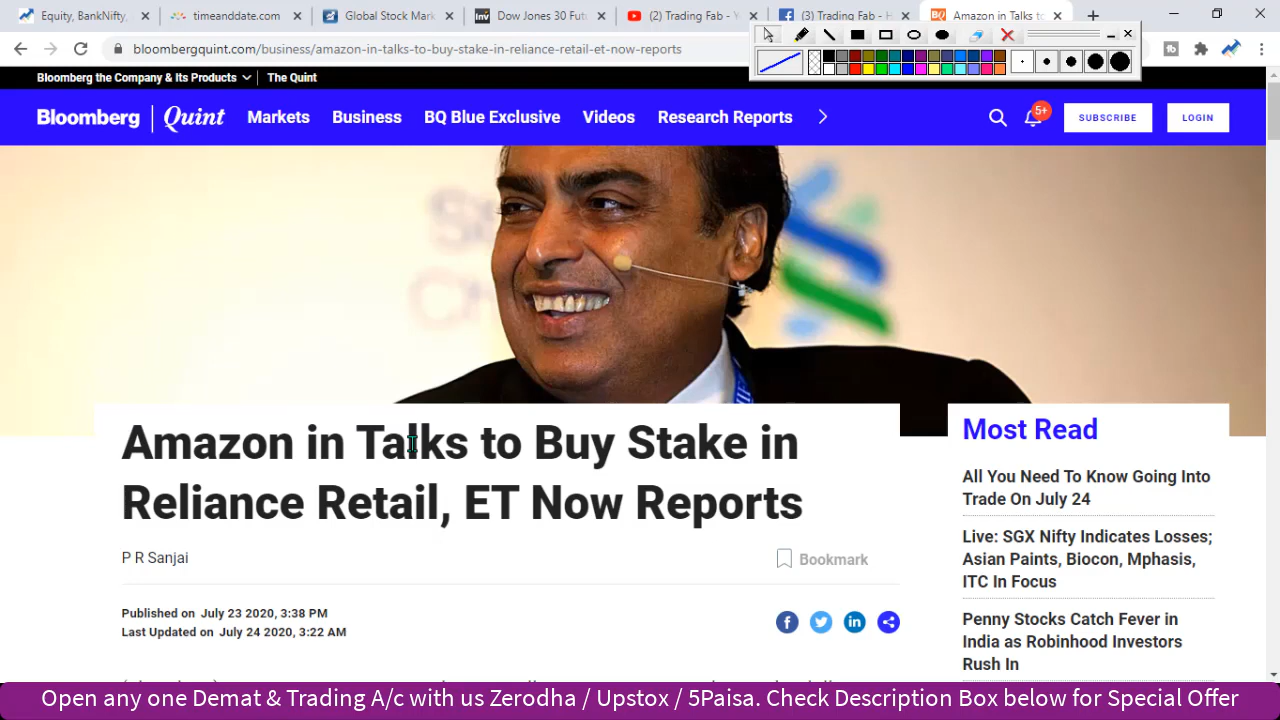 Equity, BankNifty,
timeanddate.com
Global Stock Mark
Dow Jones 30 Futu
(2) Trading Fab - Y
(3) Trading Fab - H
Amazon in Talks to
bloombergquint.com/business/amazon-in-talks-to-buy-stake-in-reliance-retail-et-now-reports
Bloomberg the Company & Its Products
The Quint
Bloomberg | Quint
Markets
Business
BQ Blue Exclusive
Videos
Research Reports
5+
SUBSCRIBE
LOGIN
Amazon in Talks to Buy Stake in
Reliance Retail, ET Now Reports
P R Sanjai
Bookmark
Published on July 23 2020, 3:38 PM
Last Updated on July 24 2020, 3:22 AM
Most Read
All You Need To Know Going Into
Trade On July 24
Live: SGX Nifty Indicates Losses;
Asian Paints, Biocon, Mphasis,
ITC In Focus
Penny Stocks Catch Fever in
India as Robinhood Investors
Rush In
Open any one Demat & Trading A/c with us Zerodha / Upstox / 5Paisa. Check Description Box below for Special Offer